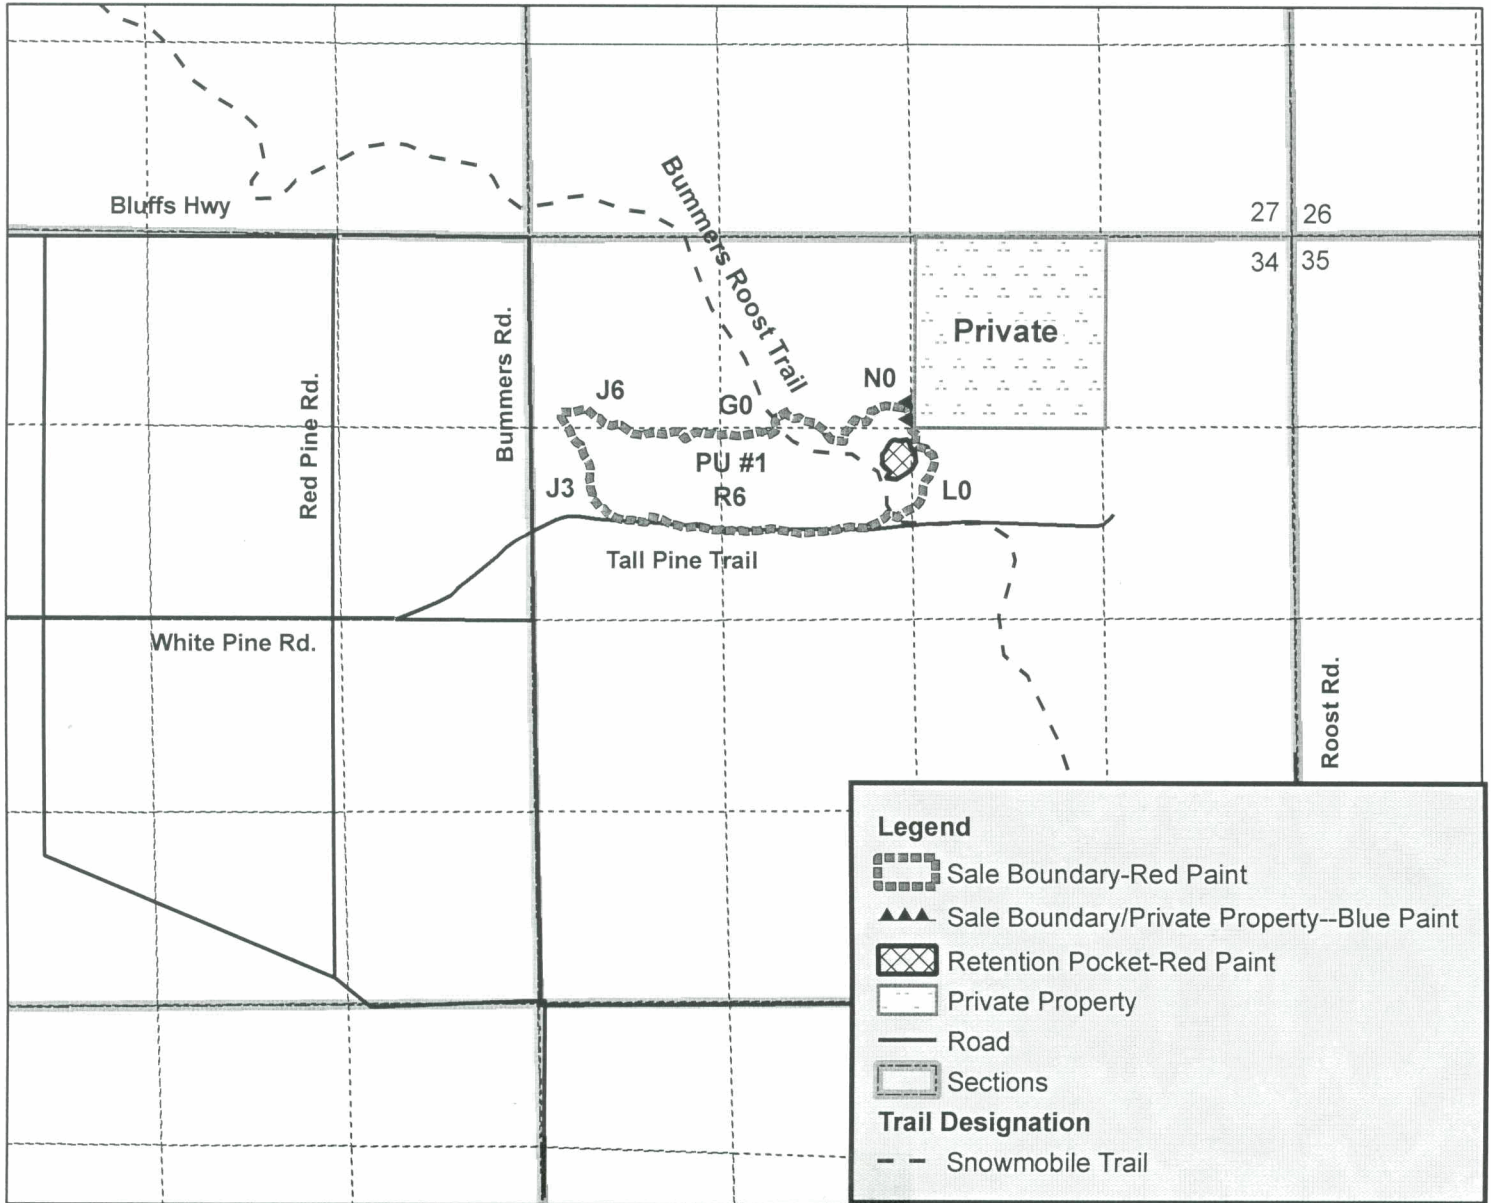 Bluffs Hwy
Bummers Roost Trail
27 26
34 35
Private
Bummers Rd.
Red Pine Rd.
N0
J6
G0
PU #1
J3
R6
L0
Tall Pine Trail
White Pine Rd.
Roost Rd.
Legend
Sale Boundary-Red Paint
Sale Boundary/Private Property--Blue Paint
Retention Pocket-Red Paint
Private Property
Road
Sections
Trail Designation
Snowmobile Trail